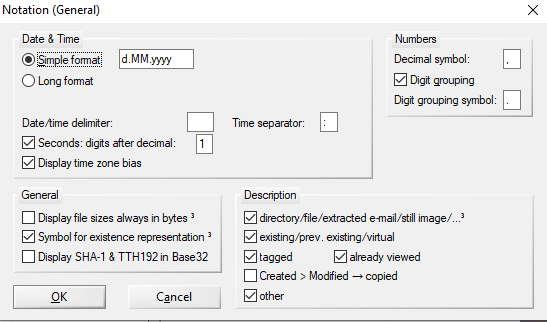 Notation (General)
Date & Time
Simple format d.MM.yyyy
Long format
Date/time delimiter: Time separator: :
Seconds: digits after decimal: 1
Display time zone bias
Numbers
Decimal symbol: ,
Digit grouping
Digit grouping symbol: .
General
Display file sizes always in bytes ³
Symbol for existence representation ³
Display SHA-1 & TTH192 in Base32
Description
directory/file/extracted e-mail/still image/...³
existing/prev. existing/virtual
tagged already viewed
Created > Modified → copied
other
OK Cancel